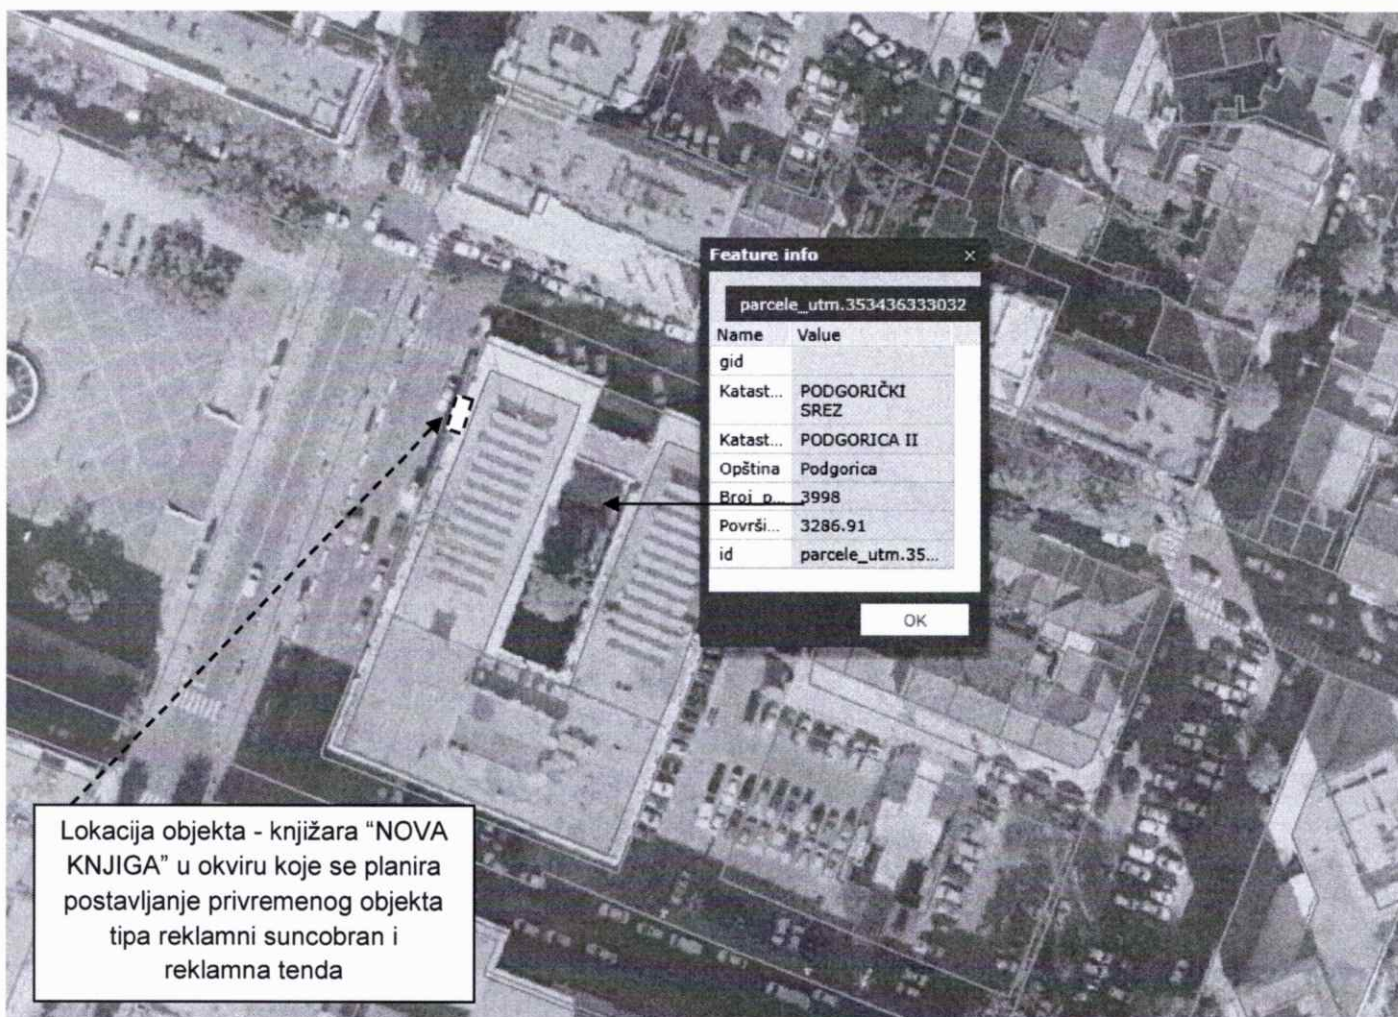 Feature info ×
parcele_utm.353436333032
Name Value
gid
Katast... PODGORIČKI
SREZ
Katast... PODGORICA II
Opština Podgorica
Broj_p... 3998
Površi... 3286.91
id parcele_utm.35...
OK
Lokacija objekta - knjižara “NOVA
KNJIGA” u okviru koje se planira
postavljanje privremenog objekta
tipa reklamni suncobran i
reklamna tenda